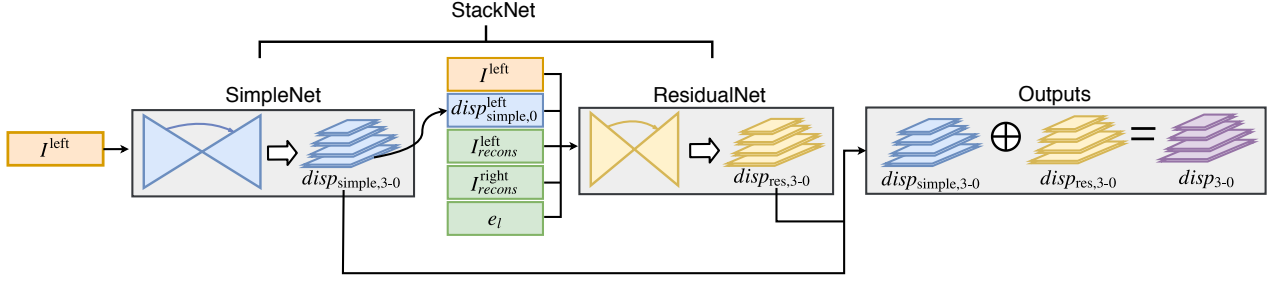 StackNet
SimpleNet
ResidualNet
Outputs
I^left
I^left
disp^left_simple,0
I^left_recons
I^right_recons
e_l
disp_simple,3-0
disp_res,3-0
disp_simple,3-0
disp_res,3-0
disp_3-0
⊕
=